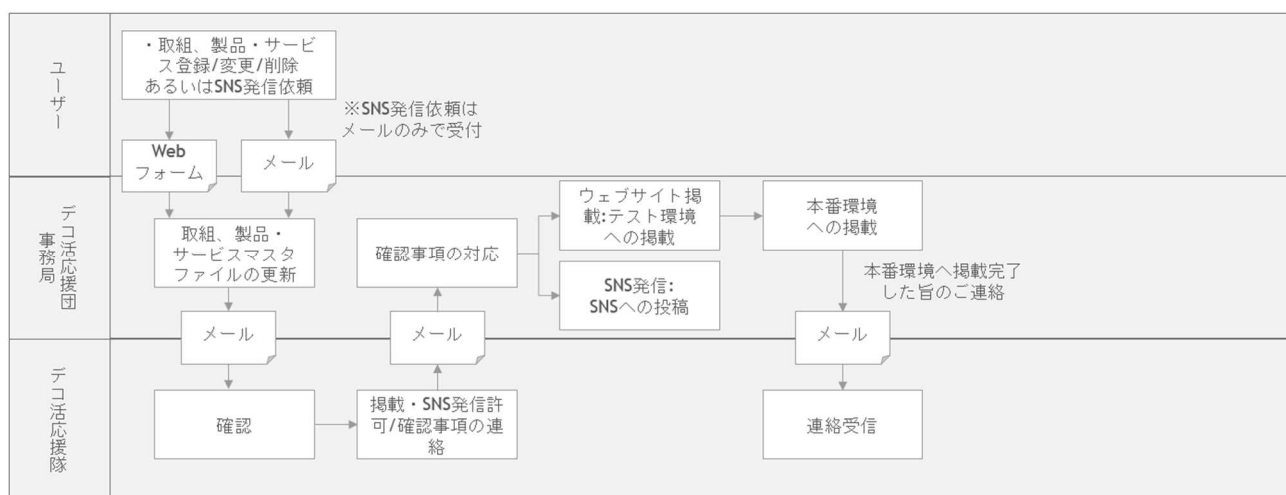 ユーザー
・取組、製品・サービ
ス登録/変更/削除
あるいはSNS発信依頼
※SNS発信依頼は
メールのみで受付
Web
フォーム
メール
デコ活応援団
事務局
取組、製品・
サービスマスタ
ファイルの更新
確認事項の対応
ウェブサイト掲
載:テスト環境
への掲載
本番環境
への掲載
SNS発信:
SNSへの投稿
本番環境へ掲載完了
した旨のご連絡
メール
メール
メール
デコ活応援隊
確認
掲載・SNS発信許
可/確認事項の連
絡
連絡受信